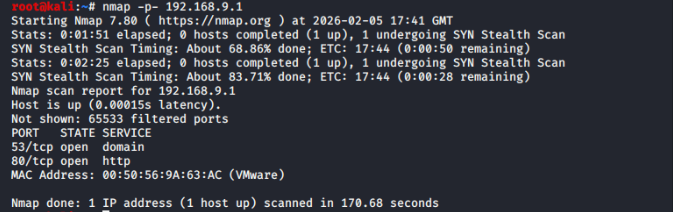 root@kali:~# nmap -p- 192.168.9.1
Starting Nmap 7.80 ( https://nmap.org ) at 2026-02-05 17:41 GMT
Stats: 0:01:51 elapsed; 0 hosts completed (1 up), 1 undergoing SYN Stealth Scan
SYN Stealth Scan Timing: About 68.86% done; ETC: 17:44 (0:00:50 remaining)
Stats: 0:02:25 elapsed; 0 hosts completed (1 up), 1 undergoing SYN Stealth Scan
SYN Stealth Scan Timing: About 83.71% done; ETC: 17:44 (0:00:28 remaining)
Nmap scan report for 192.168.9.1
Host is up (0.00015s latency).
Not shown: 65533 filtered ports
PORT   STATE SERVICE
53/tcp open  domain
80/tcp open  http
MAC Address: 00:50:56:9A:63:AC (VMware)

Nmap done: 1 IP address (1 host up) scanned in 170.68 seconds